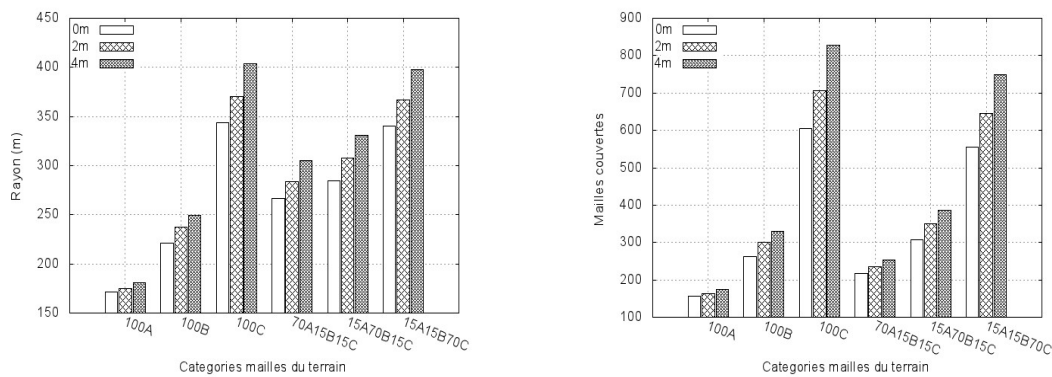 450
400
350
300
250
200
150
Rayon (m)
0m
2m
4m
100A
100B
100C
70A15B15C
15A70B15C
15A15B70C
Categories mailles du terrain
900
800
700
600
500
400
300
200
100
Mailles couvertes
0m
2m
4m
100A
100B
100C
70A15B15C
15A70B15C
15A15B70C
Categories mailles du terrain